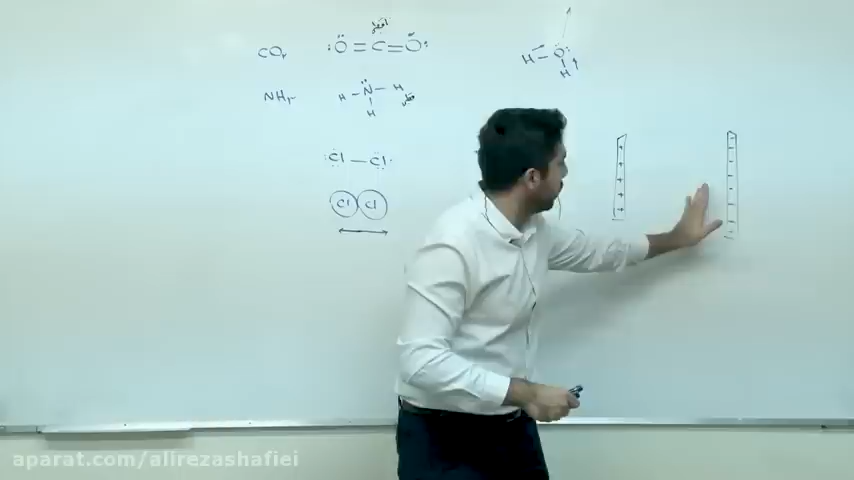 CO₂
:Ö=C=Ö:
NH₃
H-N̈-H
H
:Cl-Cl:
Cl Cl
H-Ö:
H
+
+
+
+
+
-
-
-
-
-
-
-
aparat.com/alirezashafiei